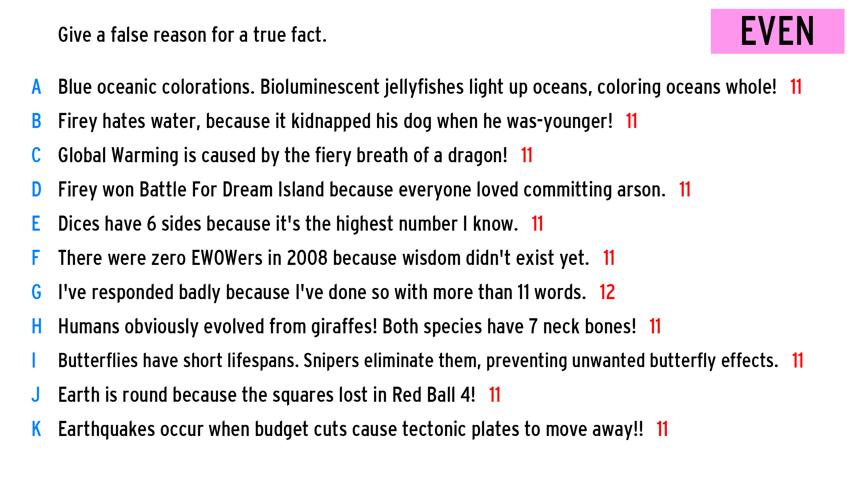 Give a false reason for a true fact.
EVEN
A Blue oceanic colorations. Bioluminescent jellyfishes light up oceans, coloring oceans whole! 11
B Firey hates water, because it kidnapped his dog when he was-younger! 11
C Global Warming is caused by the fiery breath of a dragon! 11
D Firey won Battle For Dream Island because everyone loved committing arson. 11
E Dices have 6 sides because it's the highest number I know. 11
F There were zero EWOWers in 2008 because wisdom didn't exist yet. 11
G I've responded badly because I've done so with more than 11 words. 12
H Humans obviously evolved from giraffes! Both species have 7 neck bones! 11
I Butterflies have short lifespans. Snipers eliminate them, preventing unwanted butterfly effects. 11
J Earth is round because the squares lost in Red Ball 4! 11
K Earthquakes occur when budget cuts cause tectonic plates to move away!! 11